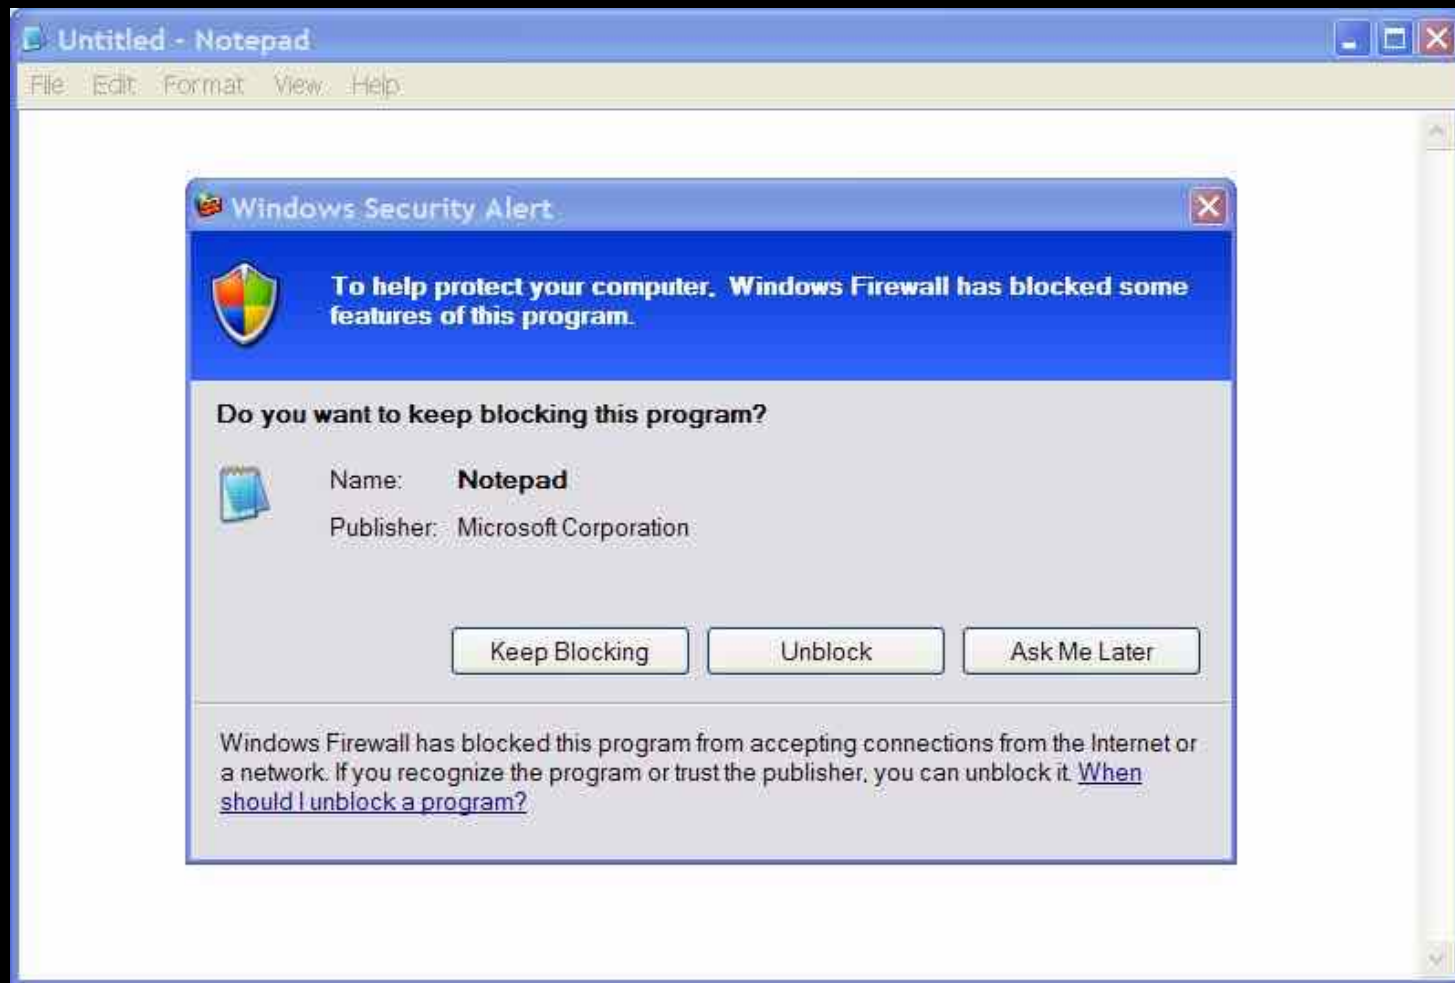 Untitled - Notepad
File Edit Format View Help
Windows Security Alert
To help protect your computer, Windows Firewall has blocked some
features of this program.
Do you want to keep blocking this program?
Name: Notepad
Publisher: Microsoft Corporation
Keep Blocking Unblock Ask Me Later
Windows Firewall has blocked this program from accepting connections from the Internet or
a network. If you recognize the program or trust the publisher, you can unblock it. When
should I unblock a program?